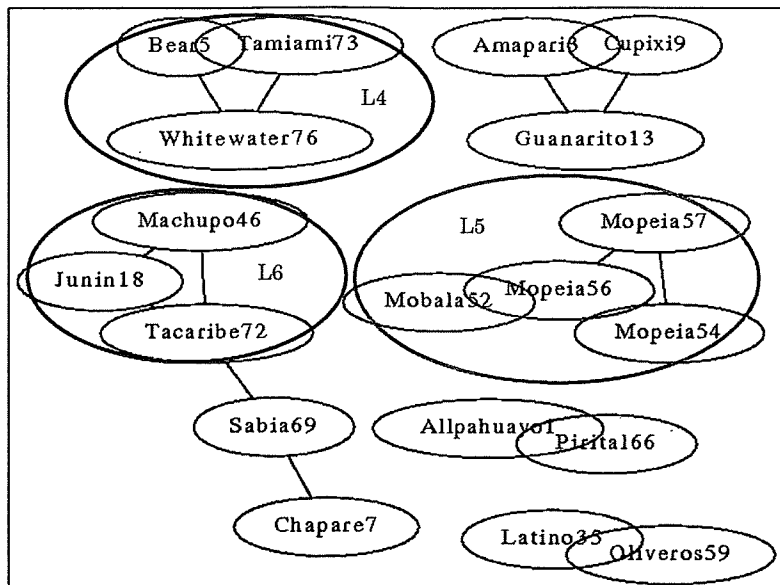 Bear5 Tamiami73 Amapari3 Cupixi9
L4
Whitewater76 Guanarito13
Machupo46 L5 Mopeia57
Junin18 L6 Mobala52 Mopeia56
Tacaribe72 Mopeia54
Sabia69 Allpahuayo1 Pirital66
Chapare7 Latino35 Oliveros59